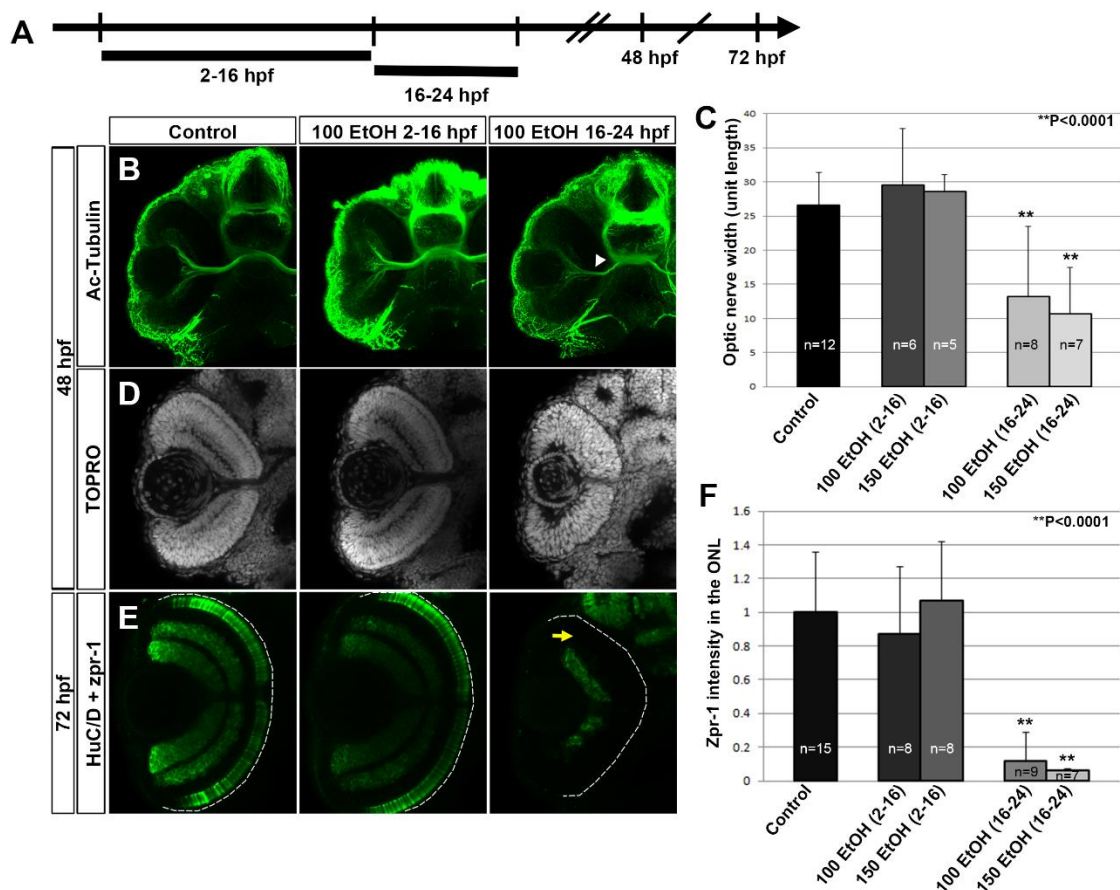 A
2-16 hpf
16-24 hpf
48 hpf
72 hpf
Control
100 EtOH 2-16 hpf
100 EtOH 16-24 hpf
48 hpf
Ac-Tubulin
B
TOPRO
D
72 hpf
HuC/D + zpr-1
E
C
**P<0.0001
Optic nerve width (unit length)
40
35
30
25
20
15
10
5
0
n=12
n=6
n=5
**
n=8
**
n=7
Control
100 EtOH (2-16)
150 EtOH (2-16)
100 EtOH (16-24)
150 EtOH (16-24)
F
**P<0.0001
Zpr-1 intensity in the ONL
1.6
1.4
1.2
1
0.8
0.6
0.4
0.2
0
n=15
n=8
n=8
**
n=9
**
n=7
Control
100 EtOH (2-16)
150 EtOH (2-16)
100 EtOH (16-24)
150 EtOH (16-24)